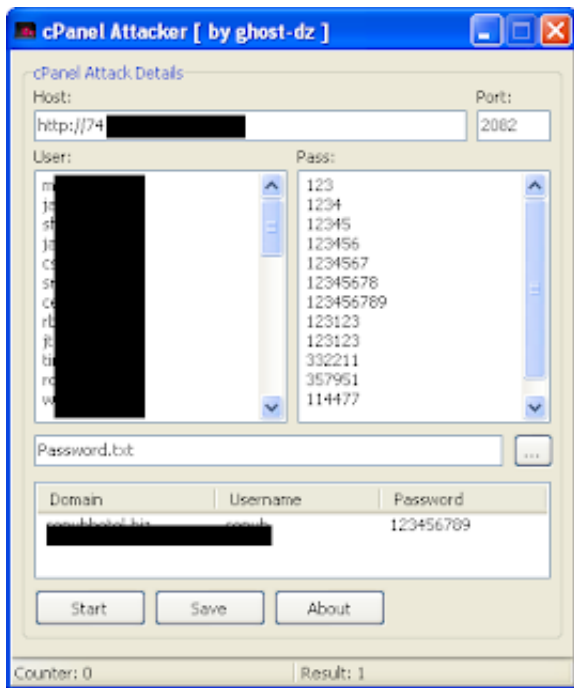 cPanel Attacker [ by ghost-dz ]
cPanel Attack Details
Host: Port:
http://74 2082
User: Pass:
123
1234
12345
123456
1234567
12345678
123456789
123123
123123
332211
357951
114477
Password.txt ...
Domain Username Password
123456789
Start Save About
Counter: 0 Result: 1